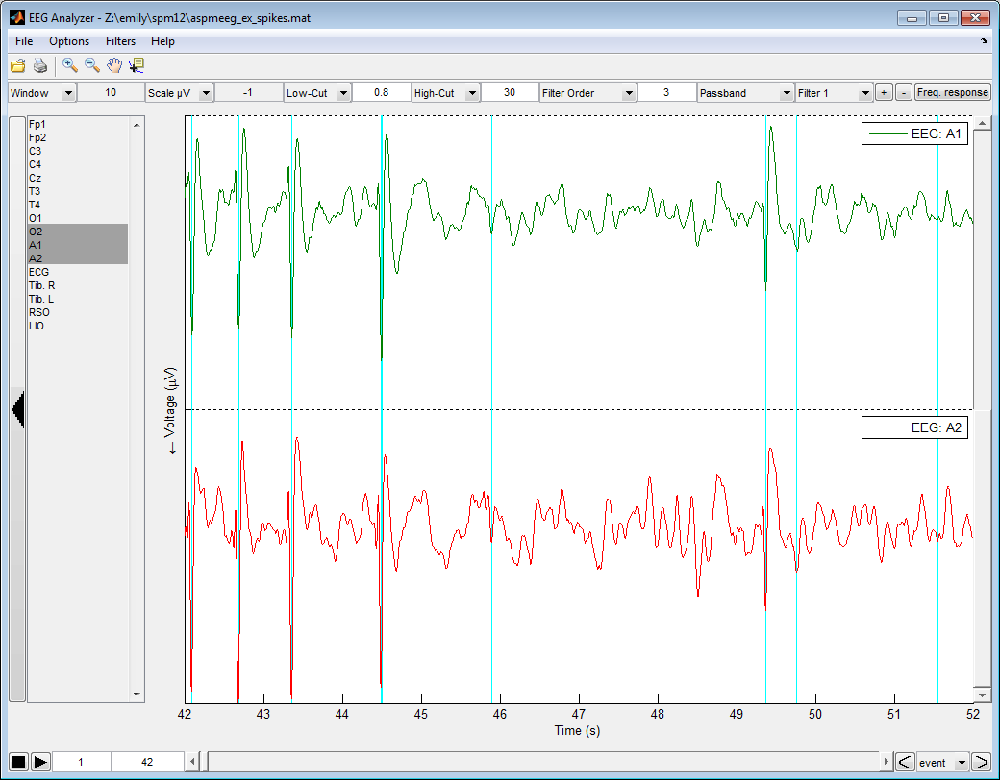 EEG Analyzer - Z:\emily\spm12\aspmeeg_ex_spikes.mat
File Options Filters Help
Window 10 Scale µV -1 Low-Cut 0.8 High-Cut 30 Filter Order 3 Passband Filter 1 + - Freq. response
Fp1
Fp2
C3
C4
Cz
T3
T4
O1
O2
A1
A2
ECG
Tib. R
Tib. L
RSO
LIO
EEG: A1
EEG: A2
← Voltage (µV)
42 43 44 45 46 47 48 49 50 51 52
Time (s)
1 42 < event >